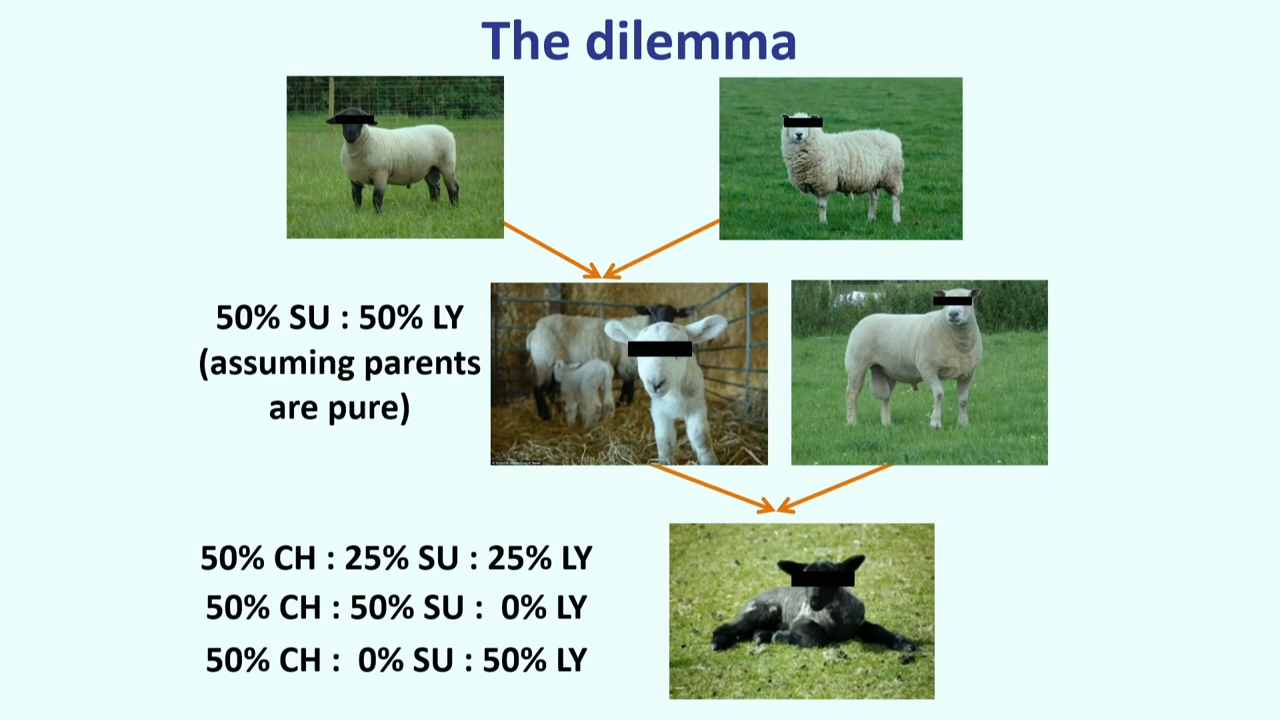 The dilemma
50% SU : 50% LY
(assuming parents
are pure)
50% CH : 25% SU : 25% LY
50% CH : 50% SU :  0% LY
50% CH :  0% SU : 50% LY